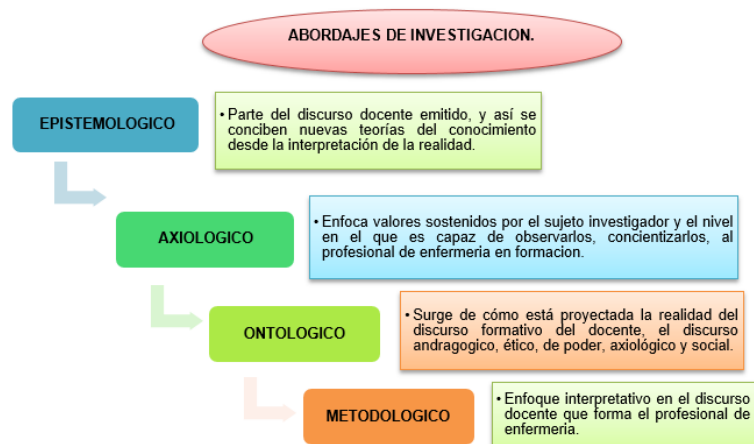 ABORDAJES DE INVESTIGACION.
EPISTEMOLOGICO
• Parte del discurso docente emitido, y así se
conciben nuevas teorías del conocimiento
desde la interpretación de la realidad.
AXIOLOGICO
• Enfoca valores sostenidos por el sujeto investigador y el nivel
en el que es capaz de observarlos, concientizarlos, al
profesional de enfermeria en formacion.
ONTOLOGICO
• Surge de cómo está proyectada la realidad del
discurso formativo del docente, el discurso
andragogico, ético, de poder, axiológico y social.
METODOLOGICO
• Enfoque interpretativo en el discurso
docente que forma el profesional de
enfermeria.